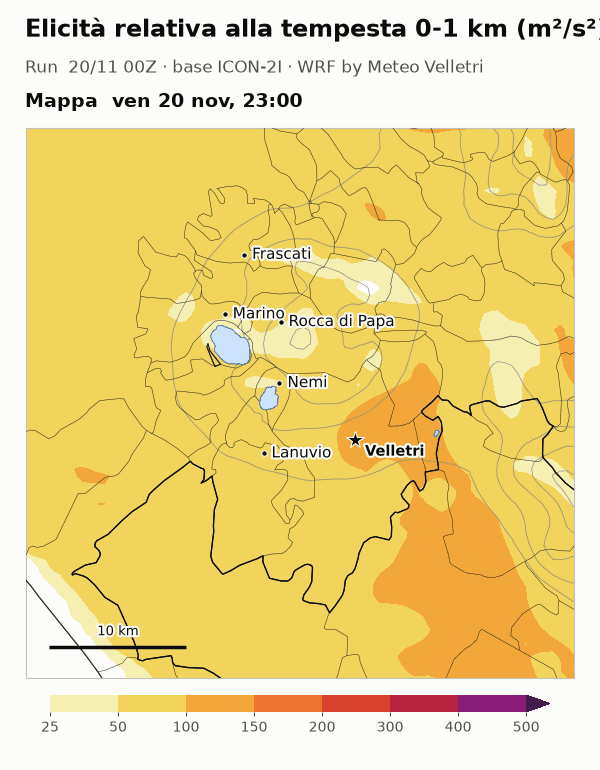 Elicità relativa alla tempesta 0-1 km (m²/s²)
Run  20/11 00Z · base ICON-2I · WRF by Meteo Velletri
Mappa  ven 20 nov, 23:00
Frascati
Marino
Rocca di Papa
Nemi
Velletri
Lanuvio
10 km
25 50 100 150 200 300 400 500